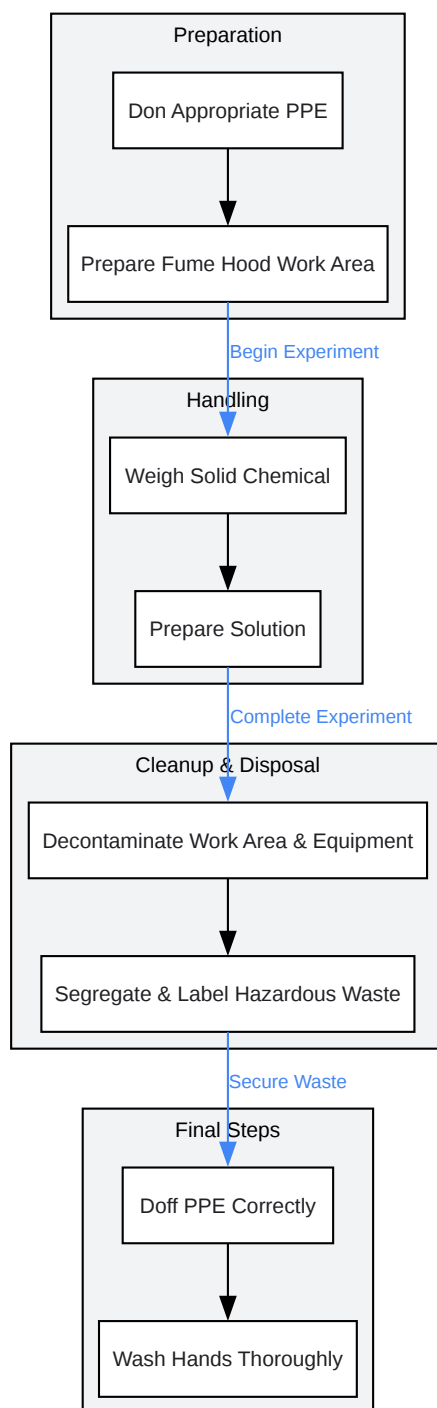 Preparation
Don Appropriate PPE
Prepare Fume Hood Work Area
Begin Experiment
Handling
Weigh Solid Chemical
Prepare Solution
Complete Experiment
Cleanup & Disposal
Decontaminate Work Area & Equipment
Segregate & Label Hazardous Waste
Secure Waste
Final Steps
Doff PPE Correctly
Wash Hands Thoroughly